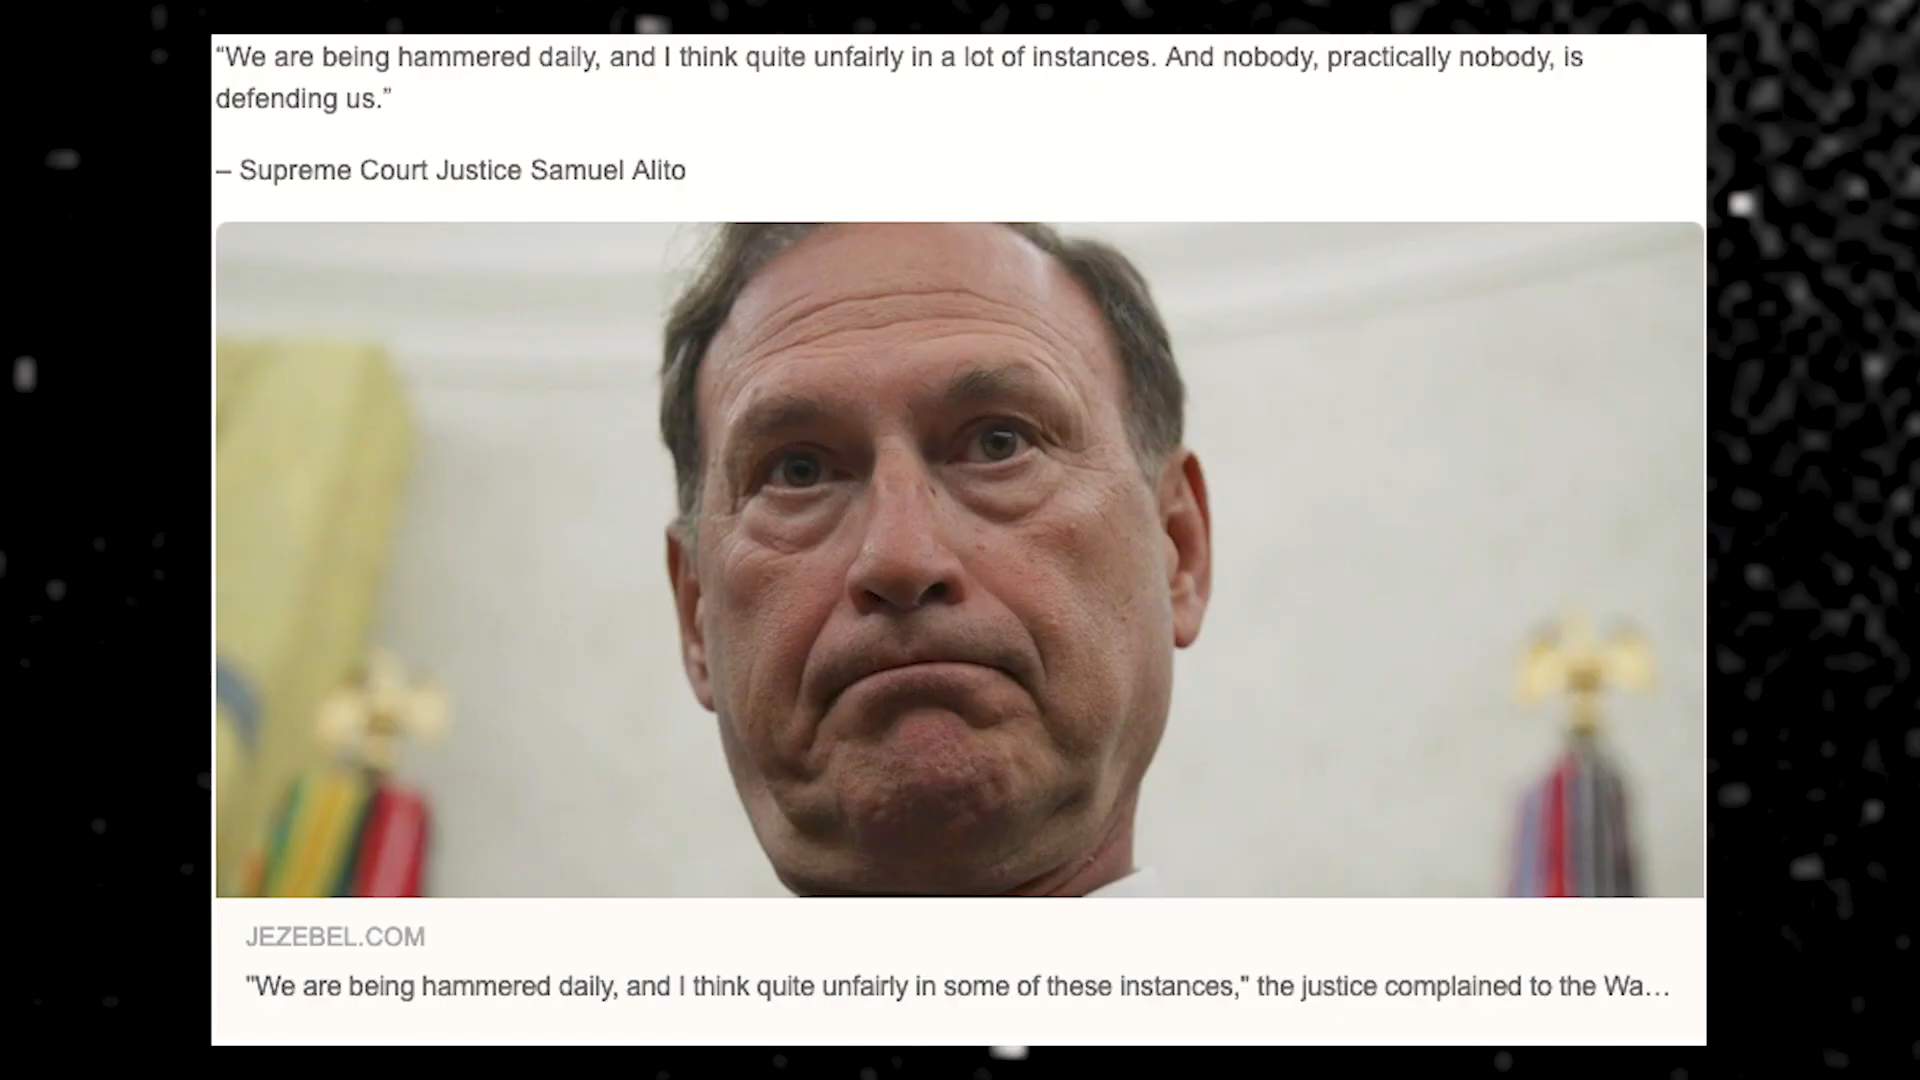 “We are being hammered daily, and I think quite unfairly in a lot of instances. And nobody, practically nobody, is
defending us.”
– Supreme Court Justice Samuel Alito
JEZEBEL.COM
"We are being hammered daily, and I think quite unfairly in some of these instances," the justice complained to the Wa…